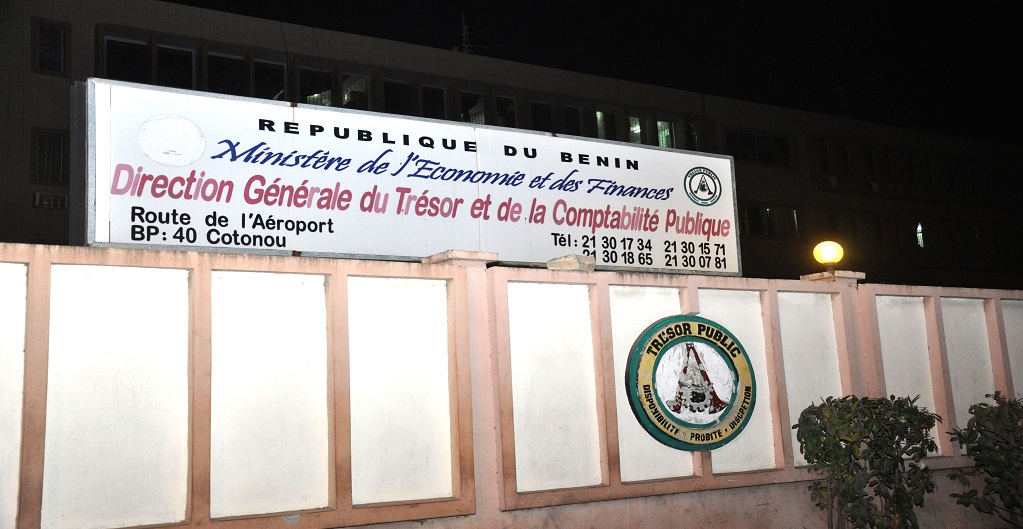 REPUBLIQUE DU BENIN
Ministère de l'Economie et des Finances
Direction Générale du Trésor et de la Comptabilité Publique
Route de l'Aéroport
BP: 40 Cotonou
Tél: 21 30 17 34 21 30 15 71
21 30 18 65 21 30 07 81
TRESOR PUBLIC
DISPONIBILITE - PROBITE - DISCRETION